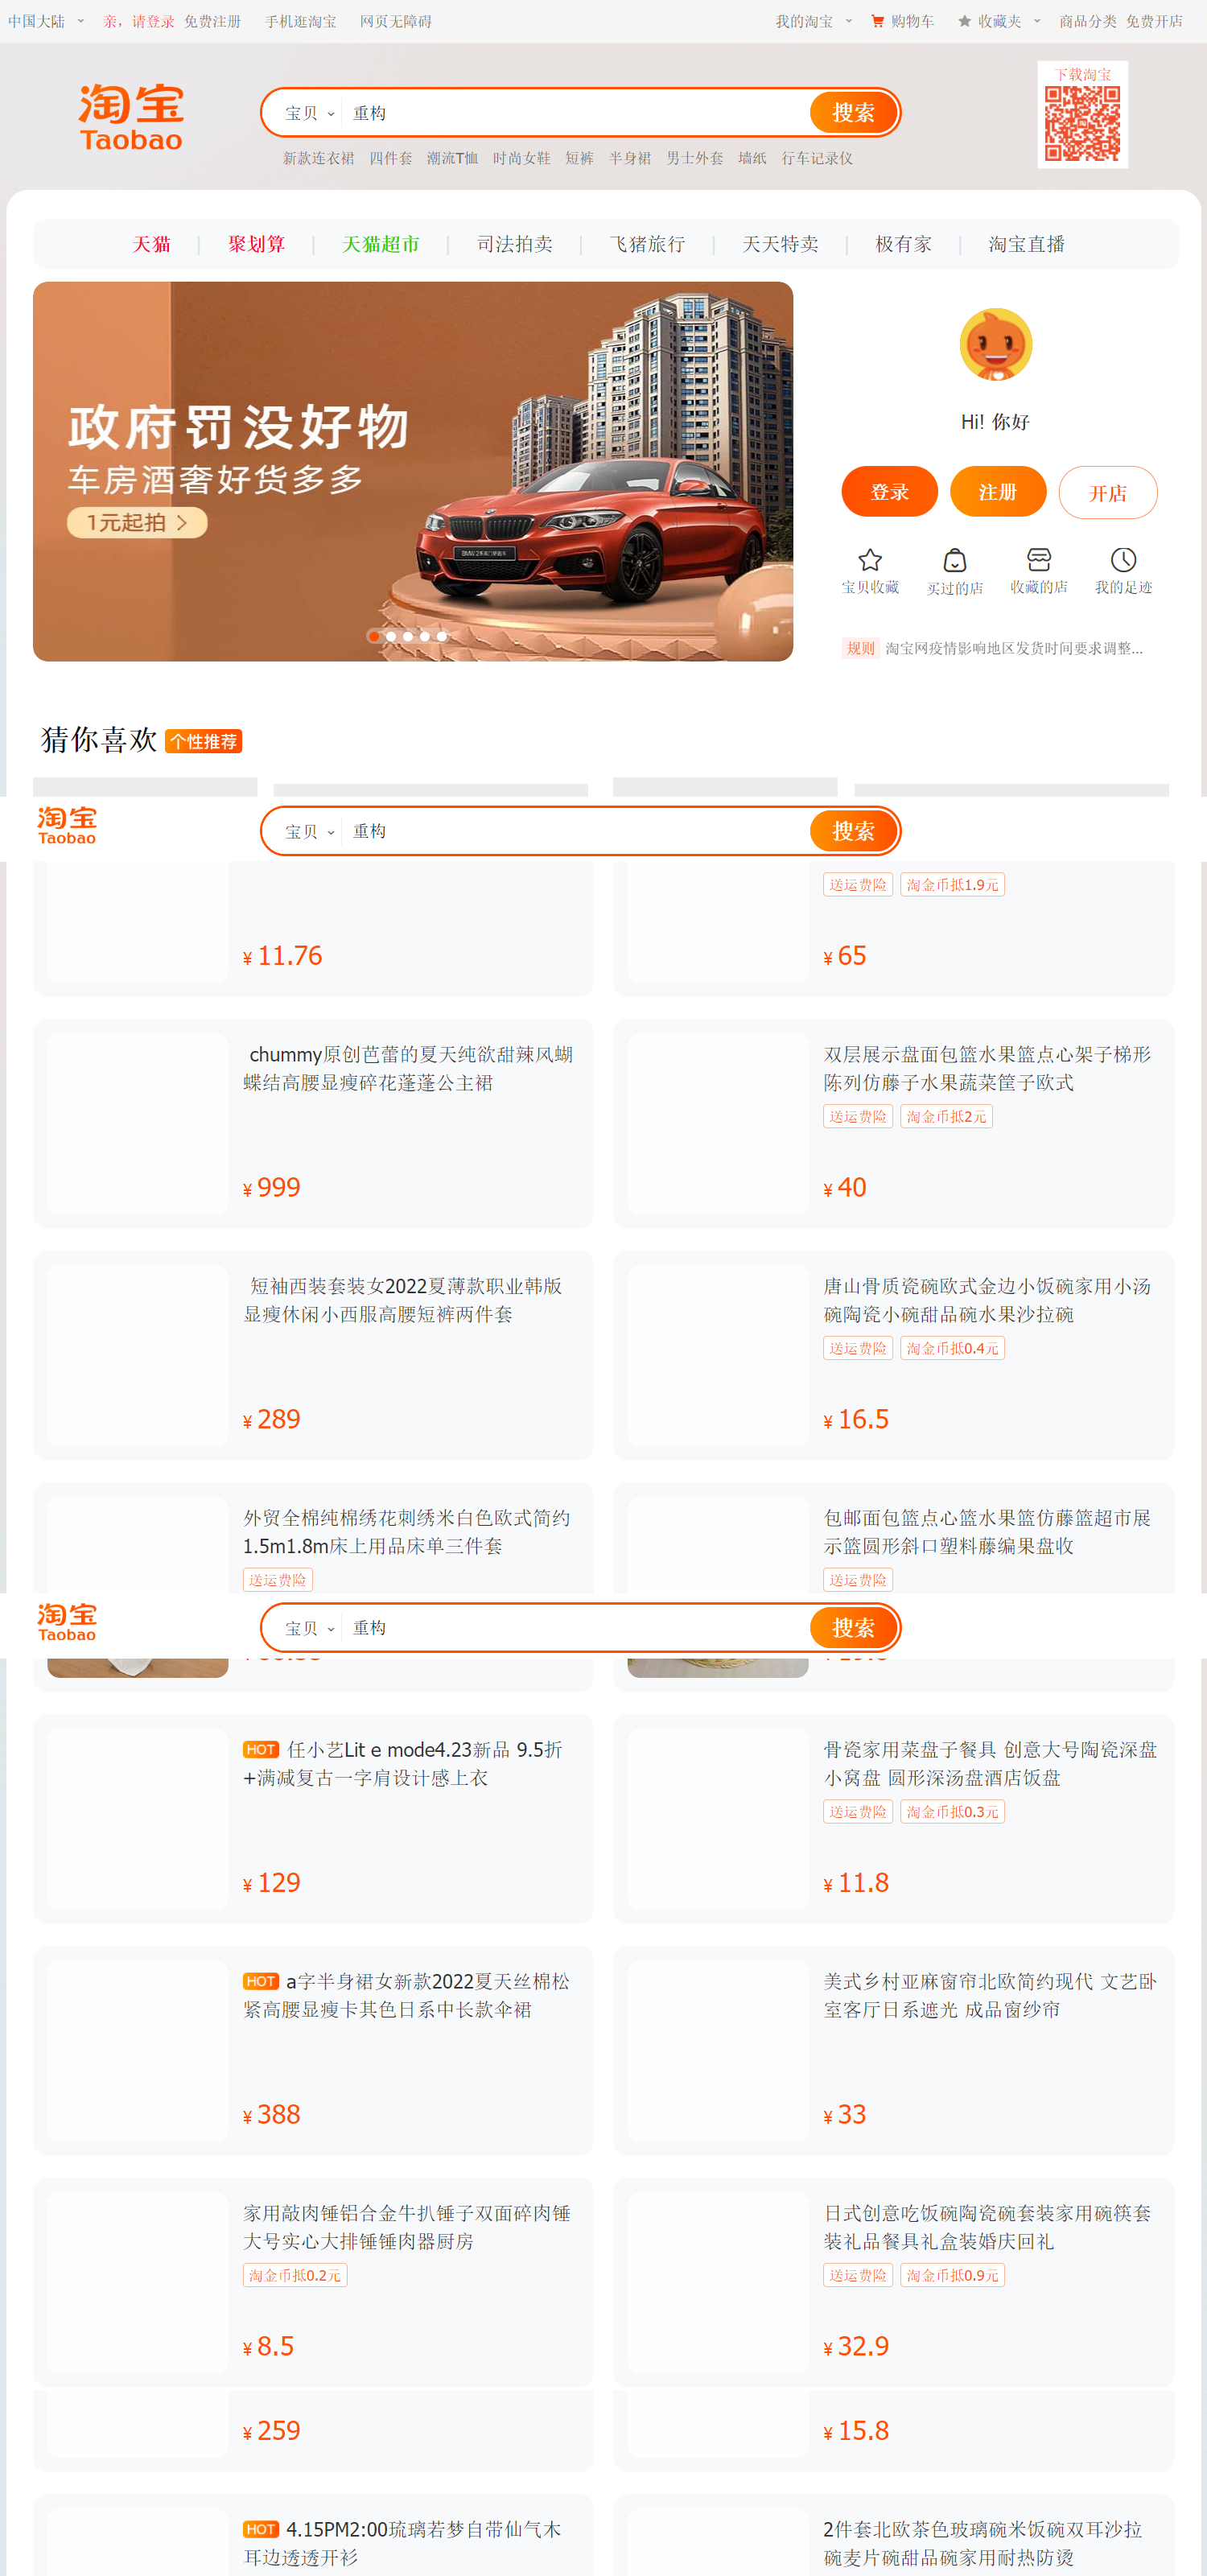 中国大陆 亲，请登录 免费注册 手机逛淘宝 网页无障碍 我的淘宝 购物车 收藏夹 商品分类 免费开店
淘宝
Taobao
宝贝 重构 搜索
新款连衣裙 四件套 潮流T恤 时尚女鞋 短裤 半身裙 男士外套 墙纸 行车记录仪
下载淘宝
天猫 聚划算 天猫超市 司法拍卖 飞猪旅行 天天特卖 极有家 淘宝直播
政府罚没好物
车房酒奢好货多多
1元起拍 >
Hi! 你好
登录 注册 开店
宝贝收藏 买过的店 收藏的店 我的足迹
规则 淘宝网疫情影响地区发货时间要求调整...
猜你喜欢 个性推荐
淘宝
Taobao
宝贝 重构 搜索
送运费险 淘金币抵1.9元
¥ 11.76
¥ 65
chummy原创芭蕾的夏天纯欲甜辣风蝴
蝶结高腰显瘦碎花蓬蓬公主裙
¥ 999
双层展示盘面包篮水果篮点心架子梯形
陈列仿藤子水果蔬菜筐子欧式
送运费险 淘金币抵2元
¥ 40
短袖西装套装女2022夏薄款职业韩版
显瘦休闲小西服高腰短裤两件套
¥ 289
唐山骨质瓷碗欧式金边小饭碗家用小汤
碗陶瓷小碗甜品碗水果沙拉碗
送运费险 淘金币抵0.4元
¥ 16.5
外贸全棉纯棉绣花刺绣米白色欧式简约
1.5m1.8m床上用品床单三件套
送运费险
包邮面包篮点心篮水果篮仿藤篮超市展
示篮圆形斜口塑料藤编果盘收
送运费险
淘宝
Taobao
宝贝 重构 搜索
HOT 任小艺Lit e mode4.23新品 9.5折
+满减复古一字肩设计感上衣
¥ 129
骨瓷家用菜盘子餐具 创意大号陶瓷深盘
小窝盘 圆形深汤盘酒店饭盘
送运费险 淘金币抵0.3元
¥ 11.8
HOT a字半身裙女新款2022夏天丝棉松
紧高腰显瘦卡其色日系中长款伞裙
¥ 388
美式乡村亚麻窗帘北欧简约现代 文艺卧
室客厅日系遮光 成品窗纱帘
¥ 33
家用敲肉锤铝合金牛扒锤子双面碎肉锤
大号实心大排锤锤肉器厨房
淘金币抵0.2元
¥ 8.5
日式创意吃饭碗陶瓷碗套装家用碗筷套
装礼品餐具礼盒装婚庆回礼
送运费险 淘金币抵0.9元
¥ 32.9
¥ 259
¥ 15.8
HOT 4.15PM2:00琉璃若梦自带仙气木
耳边透透开衫
2件套北欧茶色玻璃碗米饭碗双耳沙拉
碗麦片碗甜品碗家用耐热防烫